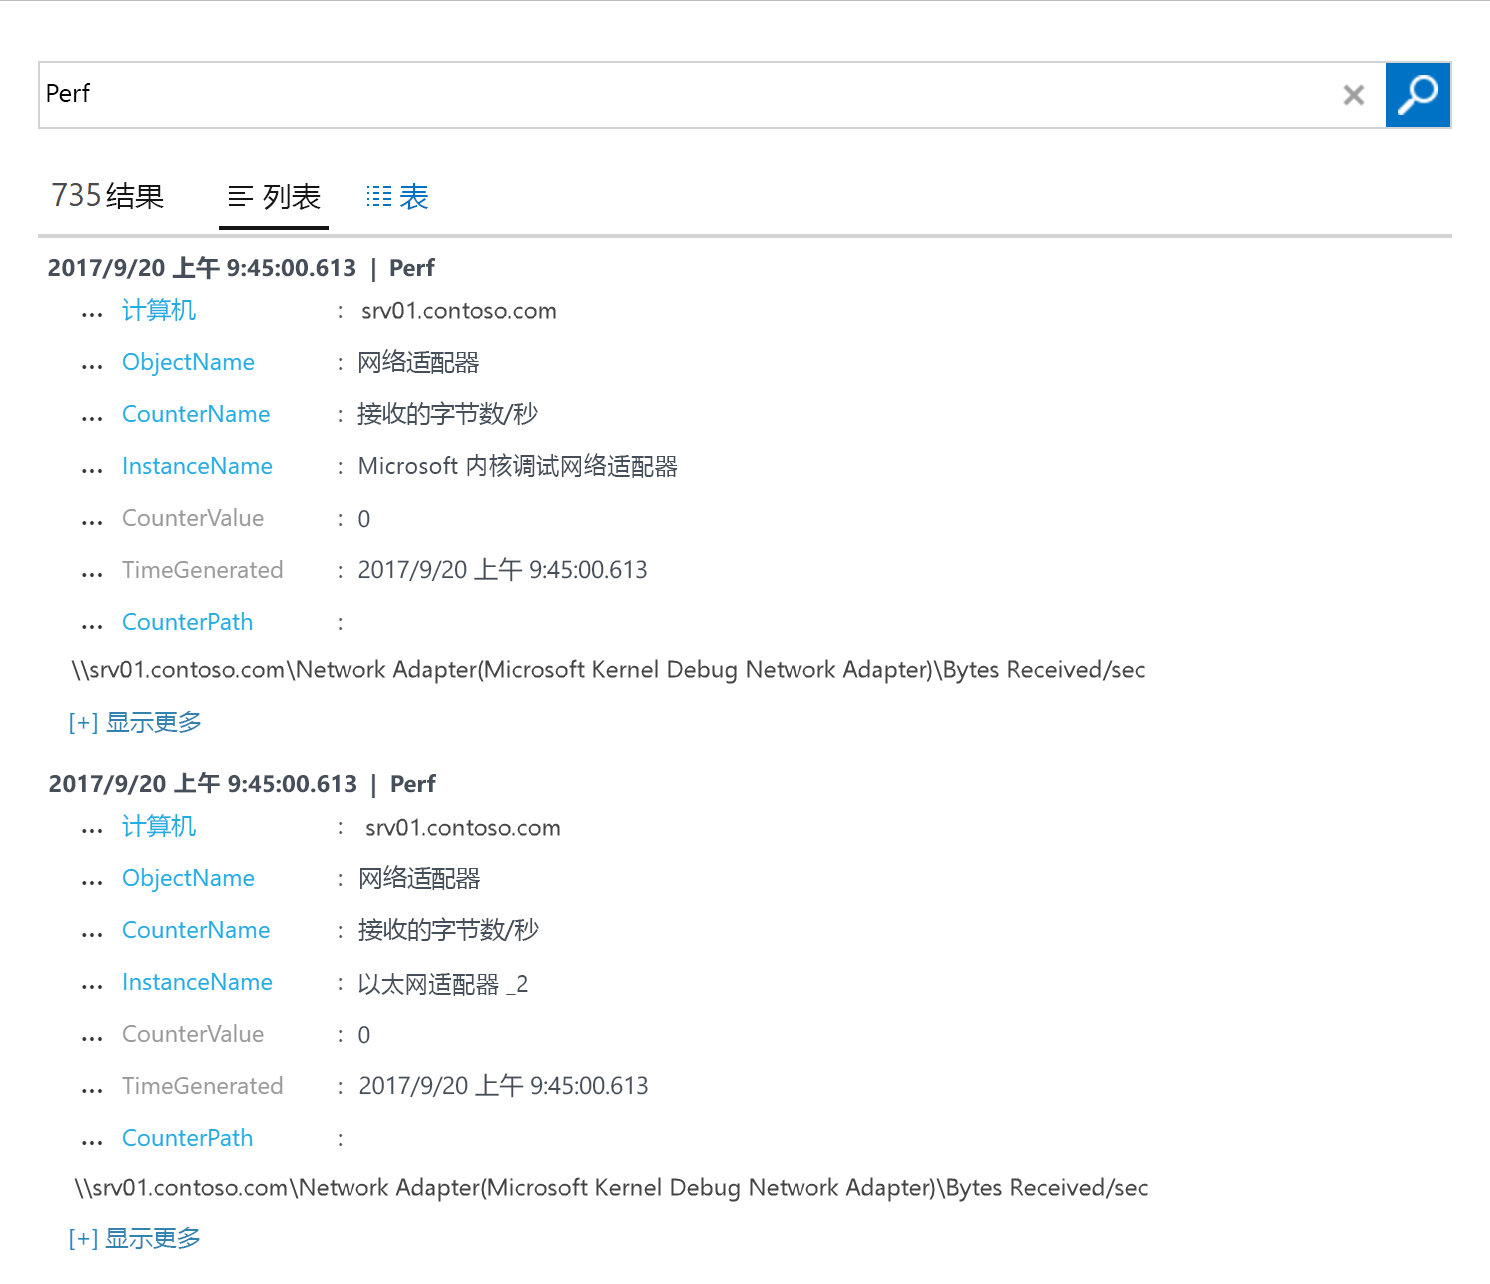 Perf
735结果 列表 表
2017/9/20 上午 9:45:00.613 | Perf
... 计算机 : srv01.contoso.com
... ObjectName : 网络适配器
... CounterName : 接收的字节数/秒
... InstanceName : Microsoft 内核调试网络适配器
... CounterValue : 0
... TimeGenerated : 2017/9/20 上午 9:45:00.613
... CounterPath :
\\srv01.contoso.com\Network Adapter(Microsoft Kernel Debug Network Adapter)\Bytes Received/sec
[+] 显示更多
2017/9/20 上午 9:45:00.613 | Perf
... 计算机 : srv01.contoso.com
... ObjectName : 网络适配器
... CounterName : 接收的字节数/秒
... InstanceName : 以太网适配器 _2
... CounterValue : 0
... TimeGenerated : 2017/9/20 上午 9:45:00.613
... CounterPath :
\\srv01.contoso.com\Network Adapter(Microsoft Kernel Debug Network Adapter)\Bytes Received/sec
[+] 显示更多